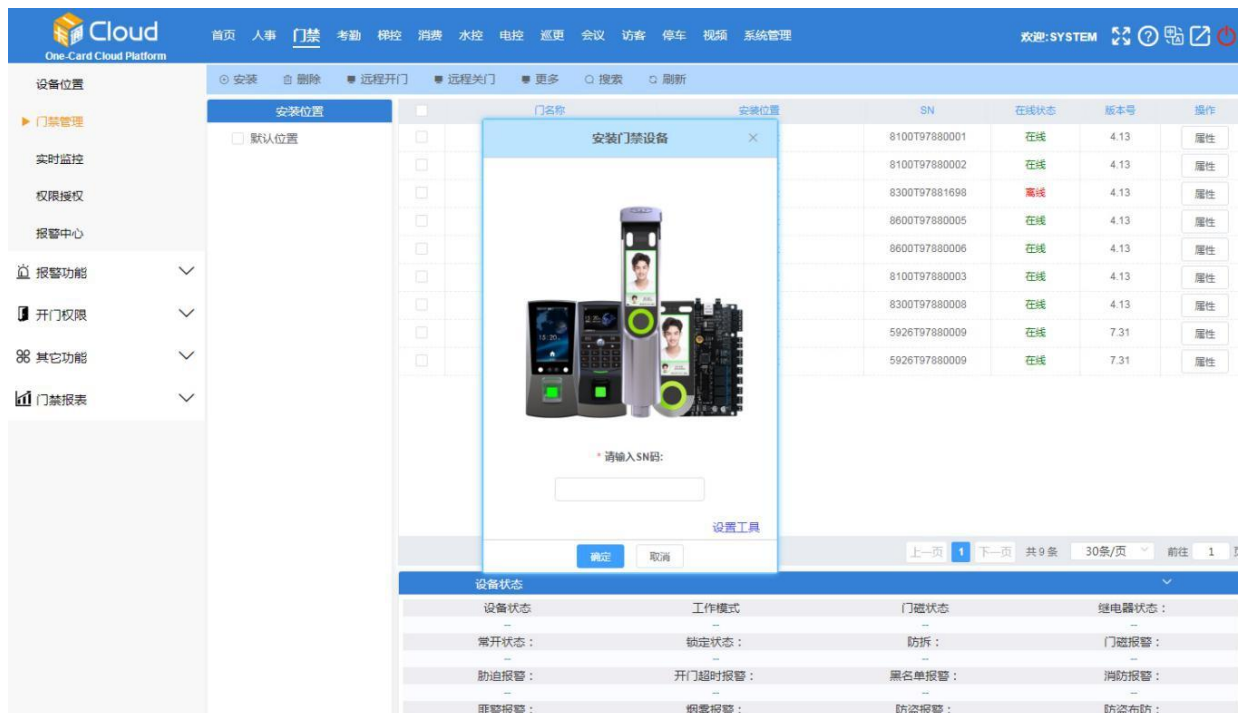 卡通 Cloud
One-Card Cloud Platform
首页 人事 门禁 考勤 梯控 消费 水控 电控 巡更 会议 访客 停车 视频 系统管理
欢迎:SYSTEM
设备位置
门禁管理
实时监控
权限授权
报警中心
报警功能
开门权限
其它功能
门禁报表
安装 删除 远程开门 远程关门 更多 搜索 刷新
安装位置
默认位置
门名称 安装位置 SN 在线状态 版本号 操作
8100T97880001 在线 4.13 属性
8100T97880002 在线 4.13 属性
8300T97881698 离线 4.13 属性
8600T97880005 在线 4.13 属性
8600T97880006 在线 4.13 属性
8100T97880003 在线 4.13 属性
8300T97880008 在线 4.13 属性
5926T97880009 在线 7.31 属性
5926T97880009 在线 7.31 属性
安装门禁设备 ×
* 请输入SN码:
设置工具
确定 取消
上一页 1 下一页 共9条 30条/页 前往 1
设备状态
设备状态 工作模式 门磁状态 继电器状态：
-- -- -- --
常开状态： 锁定状态： 防拆： 门磁报警：
-- -- -- --
胁迫报警： 开门超时报警： 黑名单报警： 消防报警：
-- -- -- --
匪警报警： 烟雾报警： 防盗报警： 防盗布防：